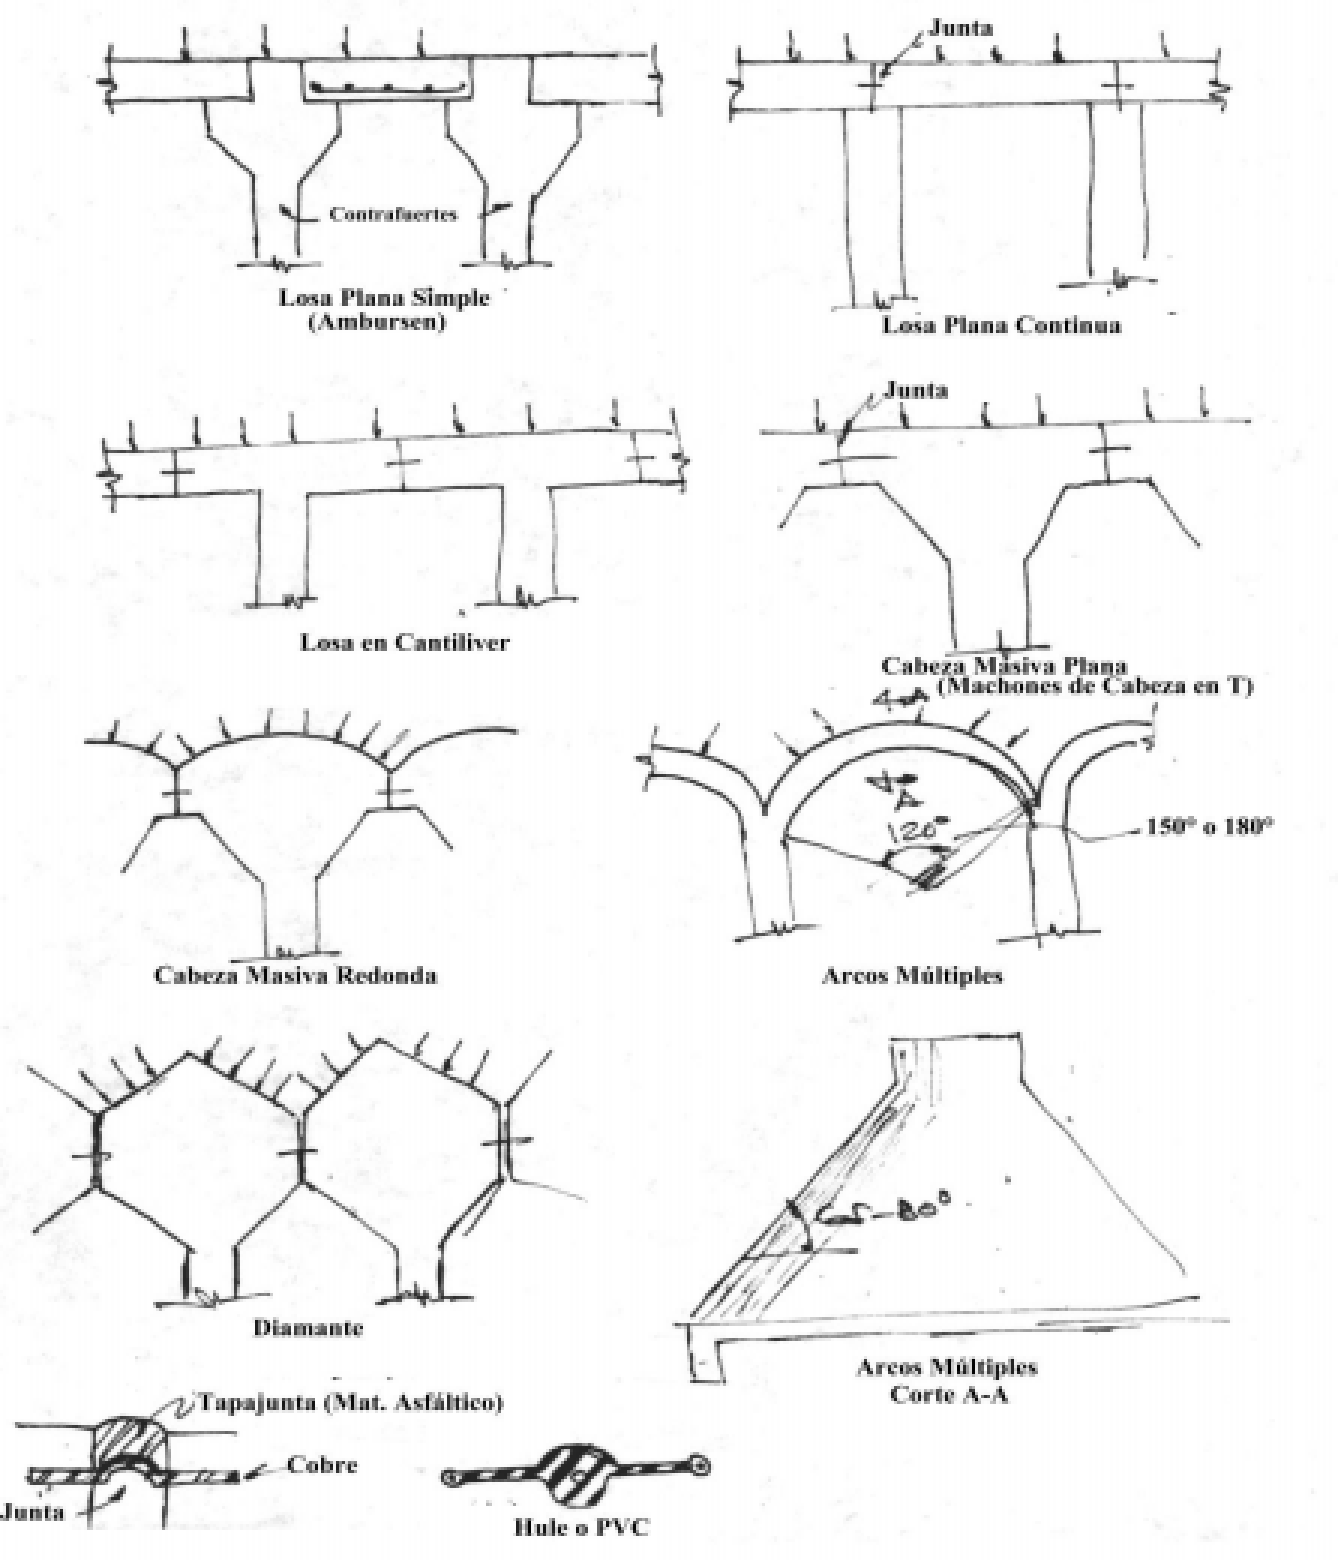 Junta
Contrafuertes
Losa Plana Simple
(Ambursen)
Losa Plana Continua
Junta
Losa en Cantiliver
Cabeza Masiva Plana
(Machones de Cabeza en T)
A
A
120°
150° o 180°
Cabeza Masiva Redonda
Arcos Múltiples
80°
Diamante
Arcos Múltiples
Corte A-A
Tapajunta (Mat. Asfáltico)
Cobre
Junta
Hule o PVC